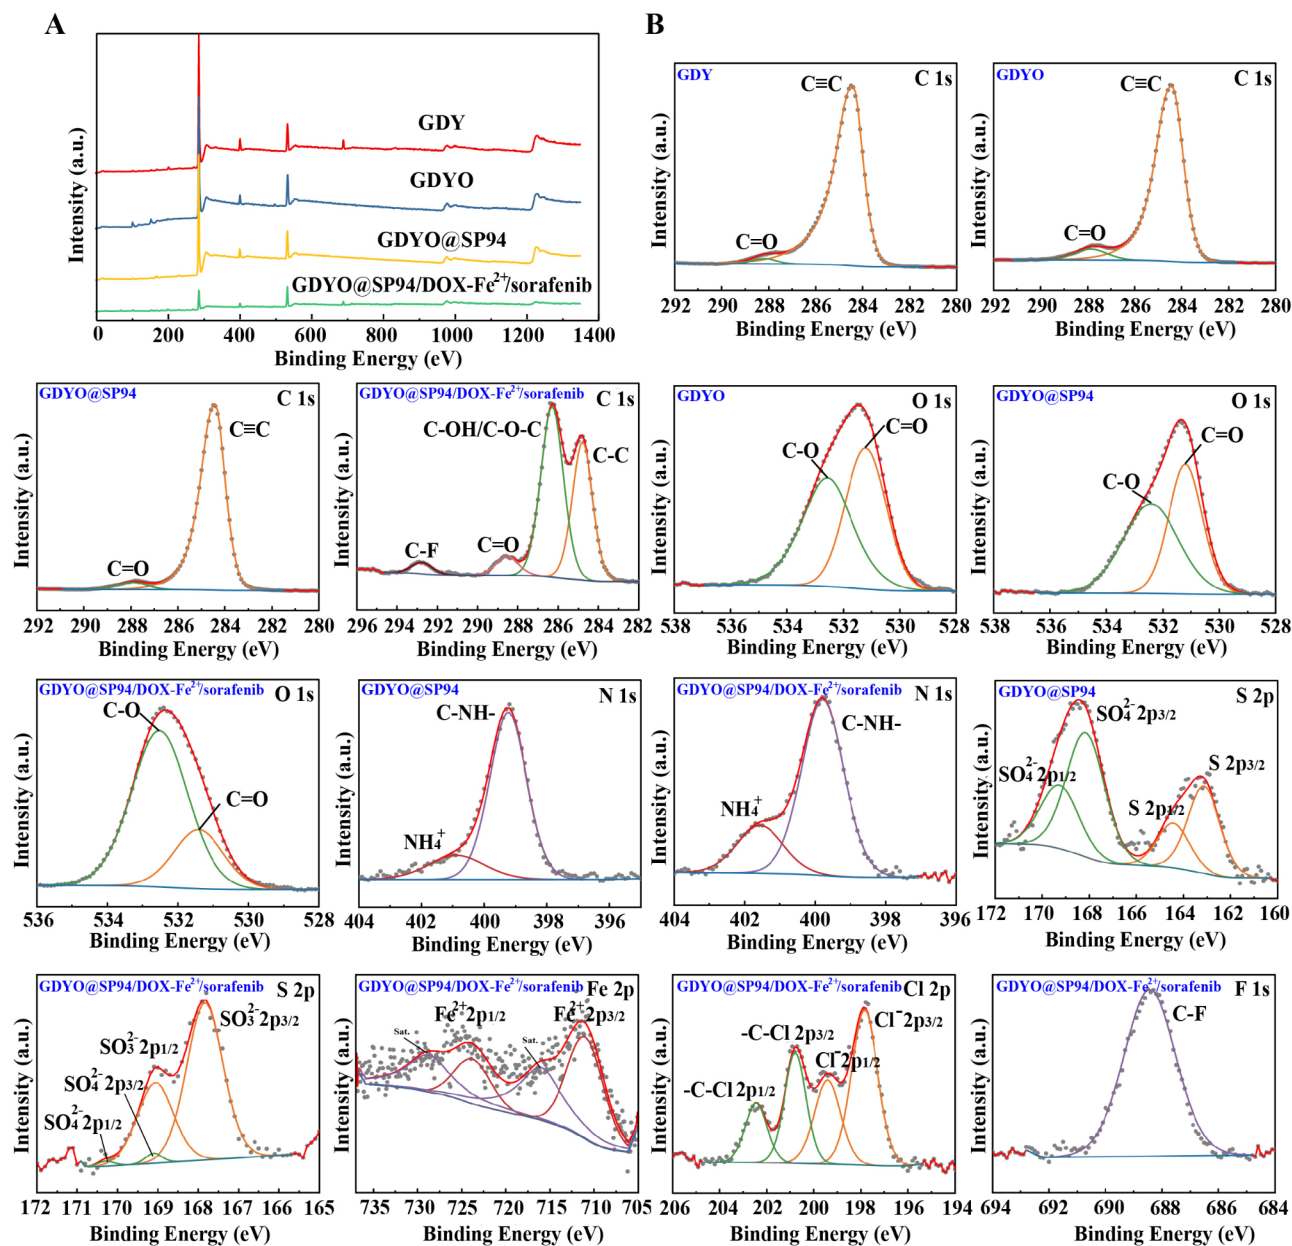 A
Intensity (a.u.)
GDY
GDYO
GDYO@SP94
GDYO@SP94/DOX-Fe²⁺/sorafenib
0 200 400 600 800 1000 1200 1400
Binding Energy (eV)
B
GDY
C 1s
C≡C
C=O
Intensity (a.u.)
292 290 288 286 284 282 280
Binding Energy (eV)
GDYO
C 1s
C≡C
C=O
Intensity (a.u.)
292 290 288 286 284 282 280
Binding Energy (eV)
GDYO@SP94
C 1s
C≡C
C=O
Intensity (a.u.)
292 290 288 286 284 282 280
Binding Energy (eV)
GDYO@SP94/DOX-Fe²⁺/sorafenib
C 1s
C-OH/C-O-C
C-C
C-F
C=O
Intensity (a.u.)
296 294 292 290 288 286 284 282
Binding Energy (eV)
GDYO
O 1s
C=O
C-O
Intensity (a.u.)
538 536 534 532 530 528
Binding Energy (eV)
GDYO@SP94
O 1s
C=O
C-O
Intensity (a.u.)
538 536 534 532 530 528
Binding Energy (eV)
GDYO@SP94/DOX-Fe²⁺/sorafenib
O 1s
C-O
C=O
Intensity (a.u.)
536 534 532 530 528
Binding Energy (eV)
GDYO@SP94
N 1s
C-NH-
NH₄⁺
Intensity (a.u.)
404 402 400 398 396
Binding Energy (eV)
GDYO@SP94/DOX-Fe²⁺/sorafenib
N 1s
C-NH-
NH₄⁺
Intensity (a.u.)
404 402 400 398 396
Binding Energy (eV)
GDYO@SP94
S 2p
SO₄²⁻ 2p₃/₂
SO₄²⁻ 2p₁/₂
S 2p₃/₂
S 2p₁/₂
Intensity (a.u.)
172 170 168 166 164 162 160
Binding Energy (eV)
GDYO@SP94/DOX-Fe²⁺/sorafenib
S 2p
SO₃²⁻ 2p₃/₂
SO₃²⁻ 2p₁/₂
SO₄²⁻ 2p₃/₂
SO₄²⁻ 2p₁/₂
Intensity (a.u.)
172 171 170 169 168 167 166 165
Binding Energy (eV)
GDYO@SP94/DOX-Fe²⁺/sorafenib
Fe 2p
Fe²⁺ 2p₁/₂
Fe²⁺ 2p₃/₂
Sat.
Sat.
Intensity (a.u.)
735 730 725 720 715 710 705
Binding Energy (eV)
GDYO@SP94/DOX-Fe²⁺/sorafenib
Cl 2p
Cl⁻ 2p₃/₂
-C-Cl 2p₃/₂
Cl⁻ 2p₁/₂
-C-Cl 2p₁/₂
Intensity (a.u.)
206 204 202 200 198 196 194
Binding Energy (eV)
GDYO@SP94/DOX-Fe²⁺/sorafenib
F 1s
C-F
Intensity (a.u.)
694 692 690 688 686 684
Binding Energy (eV)